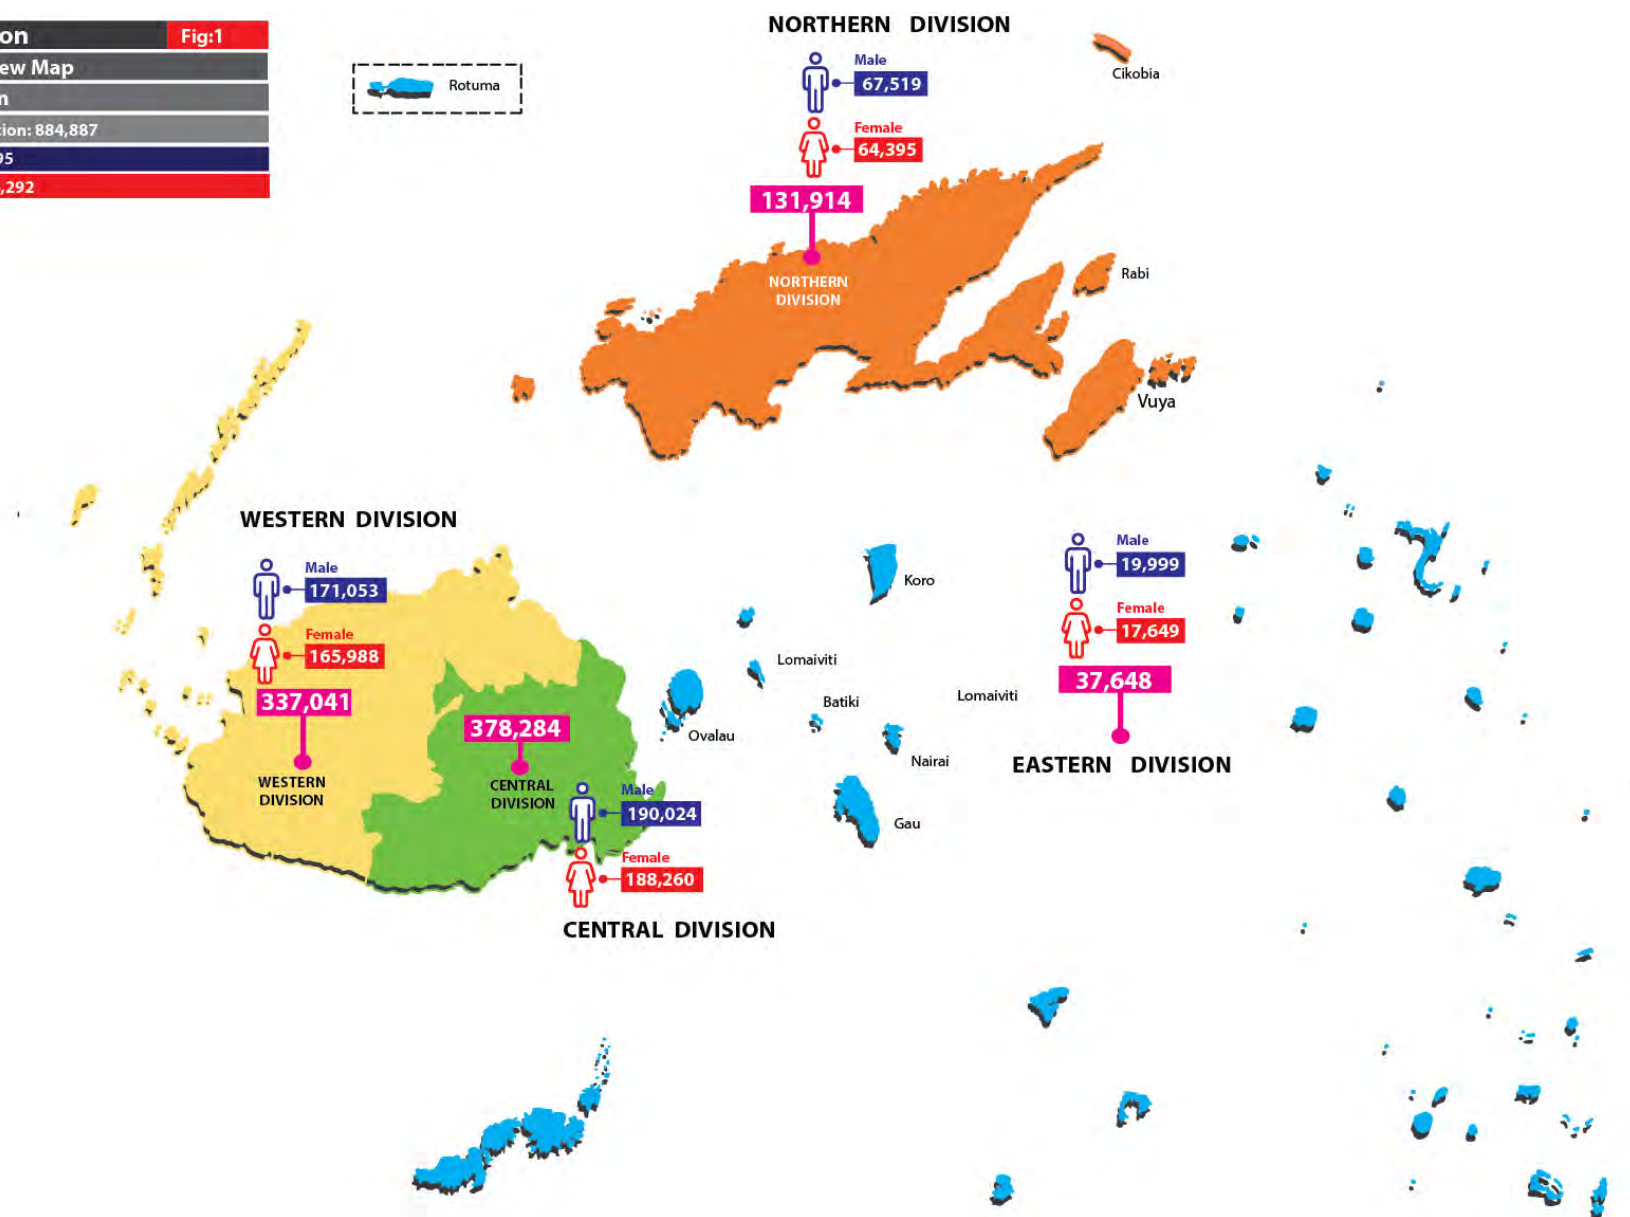 on
Fig:1
ew Map
n
tion: 884,887
95
,292
Rotuma
NORTHERN DIVISION
Male
67,519
Female
64,395
131,914
NORTHERN
DIVISION
Cikobia
Rabi
Vuya
WESTERN DIVISION
Male
171,053
Female
165,988
337,041
WESTERN
DIVISION
378,284
CENTRAL
DIVISION
Male
190,024
Female
188,260
CENTRAL DIVISION
Koro
Lomaiviti
Batiki
Ovalau
Nairai
Gau
Lomaiviti
Male
19,999
Female
17,649
37,648
EASTERN DIVISION